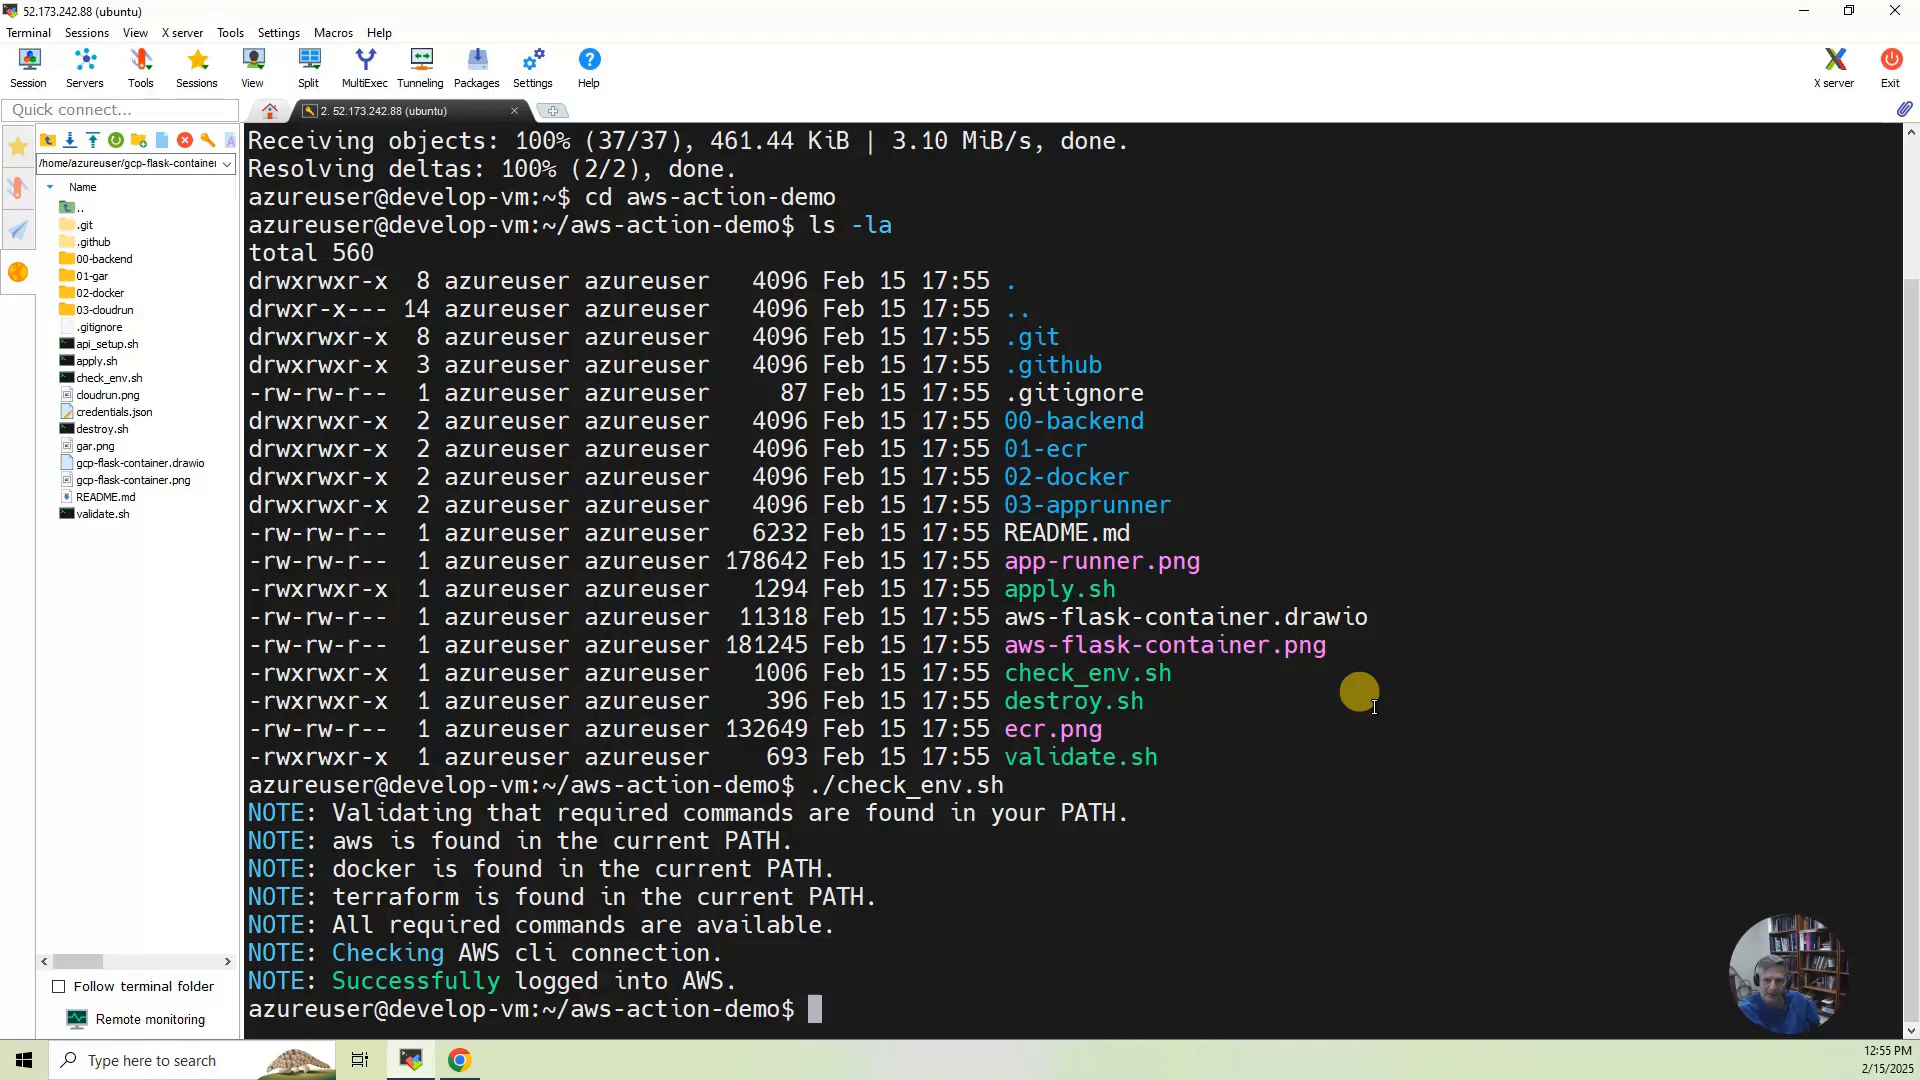 52.173.242.88 (ubuntu)
Terminal Sessions View X server Tools Settings Macros Help
Session Servers Tools Sessions View Split MultiExec Tunneling Packages Settings Help X server Exit
Quick connect...
2. 52.173.242.88 (ubuntu)
/home/azureuser/gcp-flask-container
Name
..
.git
.github
00-backend
01-gar
02-docker
03-cloudrun
.gitignore
api_setup.sh
apply.sh
check_env.sh
cloudrun.png
credentials.json
destroy.sh
gar.png
gcp-flask-container.drawio
gcp-flask-container.png
README.md
validate.sh
Follow terminal folder
Remote monitoring
Receiving objects: 100% (37/37), 461.44 KiB | 3.10 MiB/s, done.
Resolving deltas: 100% (2/2), done.
azureuser@develop-vm:~$ cd aws-action-demo
azureuser@develop-vm:~/aws-action-demo$ ls -la
total 560
drwxrwxr-x 8 azureuser azureuser 4096 Feb 15 17:55 .
drwxr-x--- 14 azureuser azureuser 4096 Feb 15 17:55 ..
drwxrwxr-x 8 azureuser azureuser 4096 Feb 15 17:55 .git
drwxrwxr-x 3 azureuser azureuser 4096 Feb 15 17:55 .github
-rw-rw-r-- 1 azureuser azureuser 87 Feb 15 17:55 .gitignore
drwxrwxr-x 2 azureuser azureuser 4096 Feb 15 17:55 00-backend
drwxrwxr-x 2 azureuser azureuser 4096 Feb 15 17:55 01-ecr
drwxrwxr-x 2 azureuser azureuser 4096 Feb 15 17:55 02-docker
drwxrwxr-x 2 azureuser azureuser 4096 Feb 15 17:55 03-apprunner
-rw-rw-r-- 1 azureuser azureuser 6232 Feb 15 17:55 README.md
-rw-rw-r-- 1 azureuser azureuser 178642 Feb 15 17:55 app-runner.png
-rwxrwxr-x 1 azureuser azureuser 1294 Feb 15 17:55 apply.sh
-rw-rw-r-- 1 azureuser azureuser 11318 Feb 15 17:55 aws-flask-container.drawio
-rw-rw-r-- 1 azureuser azureuser 181245 Feb 15 17:55 aws-flask-container.png
-rwxrwxr-x 1 azureuser azureuser 1006 Feb 15 17:55 check_env.sh
-rwxrwxr-x 1 azureuser azureuser 396 Feb 15 17:55 destroy.sh
-rw-rw-r-- 1 azureuser azureuser 132649 Feb 15 17:55 ecr.png
-rwxrwxr-x 1 azureuser azureuser 693 Feb 15 17:55 validate.sh
azureuser@develop-vm:~/aws-action-demo$ ./check_env.sh
NOTE: Validating that required commands are found in your PATH.
NOTE: aws is found in the current PATH.
NOTE: docker is found in the current PATH.
NOTE: terraform is found in the current PATH.
NOTE: All required commands are available.
NOTE: Checking AWS cli connection.
NOTE: Successfully logged into AWS.
azureuser@develop-vm:~/aws-action-demo$
Type here to search
12:55 PM
2/15/2025